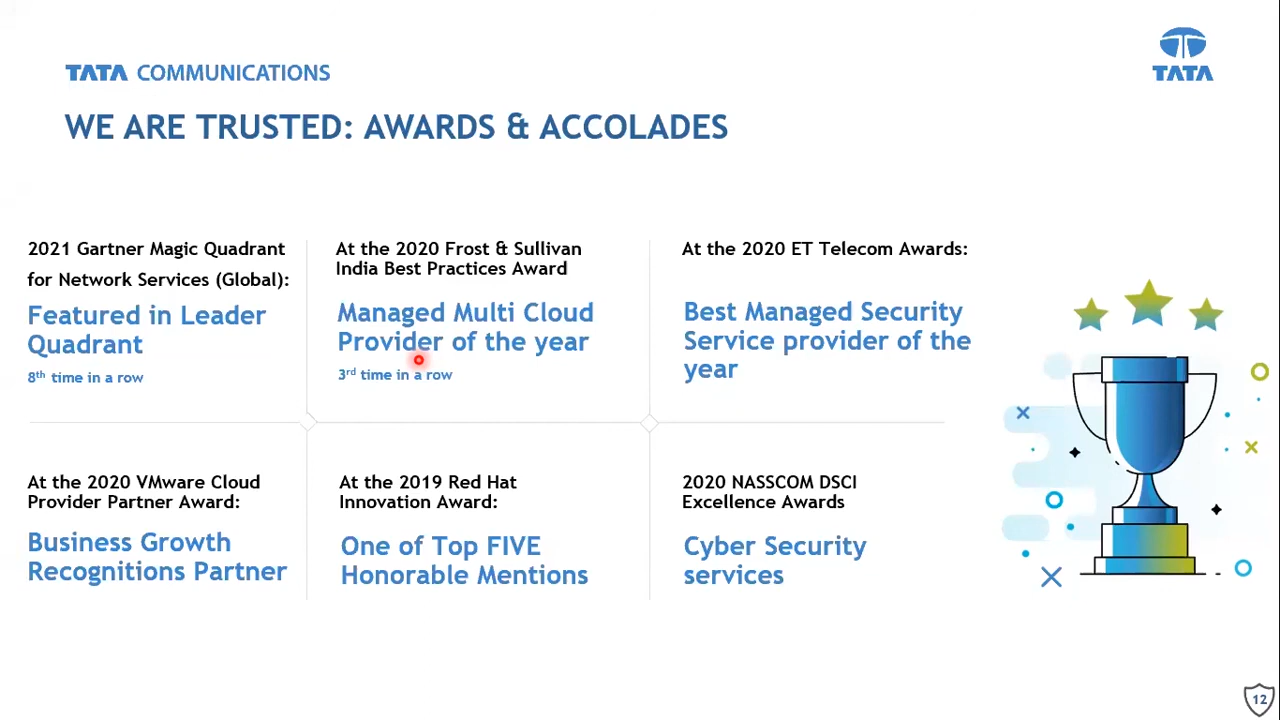 TATA COMMUNICATIONS
TATA
WE ARE TRUSTED: AWARDS & ACCOLADES
2021 Gartner Magic Quadrant
for Network Services (Global):
Featured in Leader
Quadrant
8th time in a row
At the 2020 Frost & Sullivan
India Best Practices Award
Managed Multi Cloud
Provider of the year
3rd time in a row
At the 2020 ET Telecom Awards:
Best Managed Security
Service provider of the
year
At the 2020 VMware Cloud
Provider Partner Award:
Business Growth
Recognitions Partner
At the 2019 Red Hat
Innovation Award:
One of Top FIVE
Honorable Mentions
2020 NASSCOM DSCI
Excellence Awards
Cyber Security
services
12